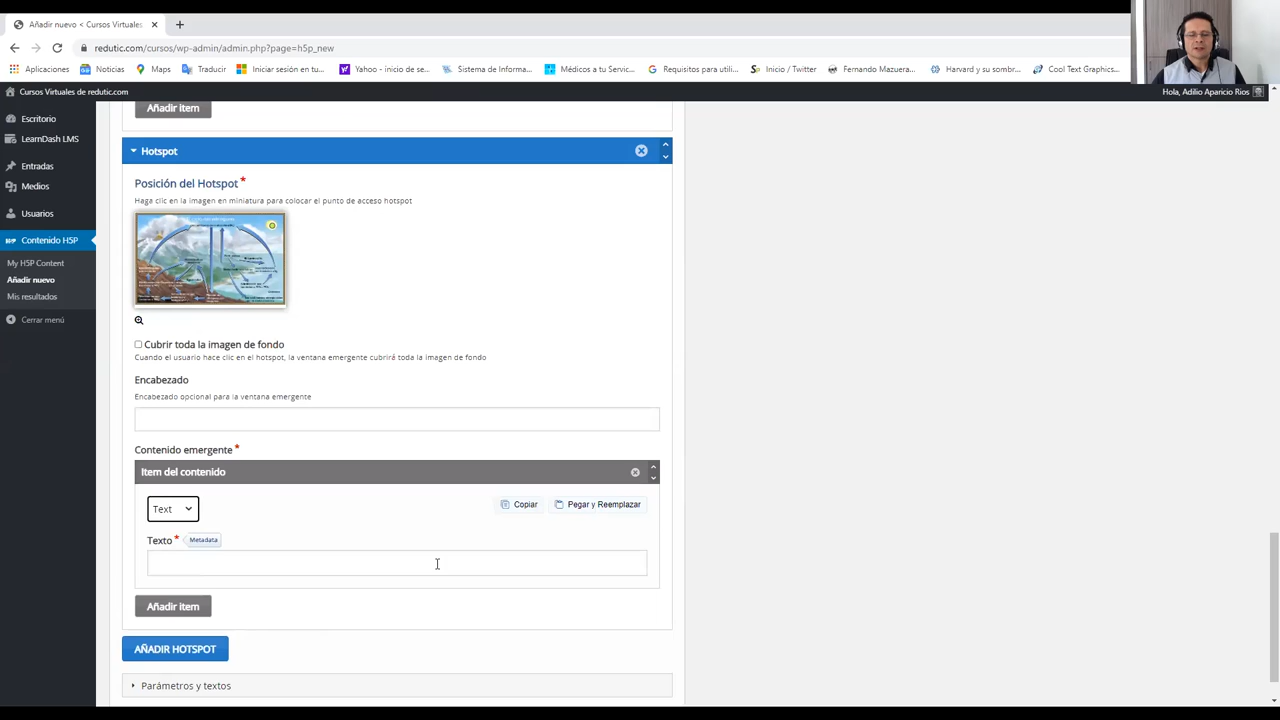 Añadir nuevo < Cursos Virtuales
redutic.com/cursos/wp-admin/admin.php?page=h5p_new
Aplicaciones
Noticias
Maps
Traducir
Iniciar sesión en tu...
Yahoo - inicio de se...
Sistema de Informa...
Médicos a tu Servic...
Requisitos para utili...
Inicio / Twitter
Fernando Mazuera...
Harvard y su sombr...
Cool Text Graphics...
Cursos Virtuales de redutic.com
Hola, Adilio Aparicio Rios
Escritorio
LearnDash LMS
Entradas
Medios
Usuarios
Contenido H5P
My H5P Content
Añadir nuevo
Mis resultados
Cerrar menú
Añadir item
Hotspot
Posición del Hotspot *
Haga clic en la imagen en miniatura para colocar el punto de acceso hotspot
Cubrir toda la imagen de fondo
Cuando el usuario hace clic en el hotspot, la ventana emergente cubrirá toda la imagen de fondo
Encabezado
Encabezado opcional para la ventana emergente
Contenido emergente *
Item del contenido
Text
Copiar
Pegar y Reemplazar
Texto * Metadata
Añadir item
AÑADIR HOTSPOT
Parámetros y textos